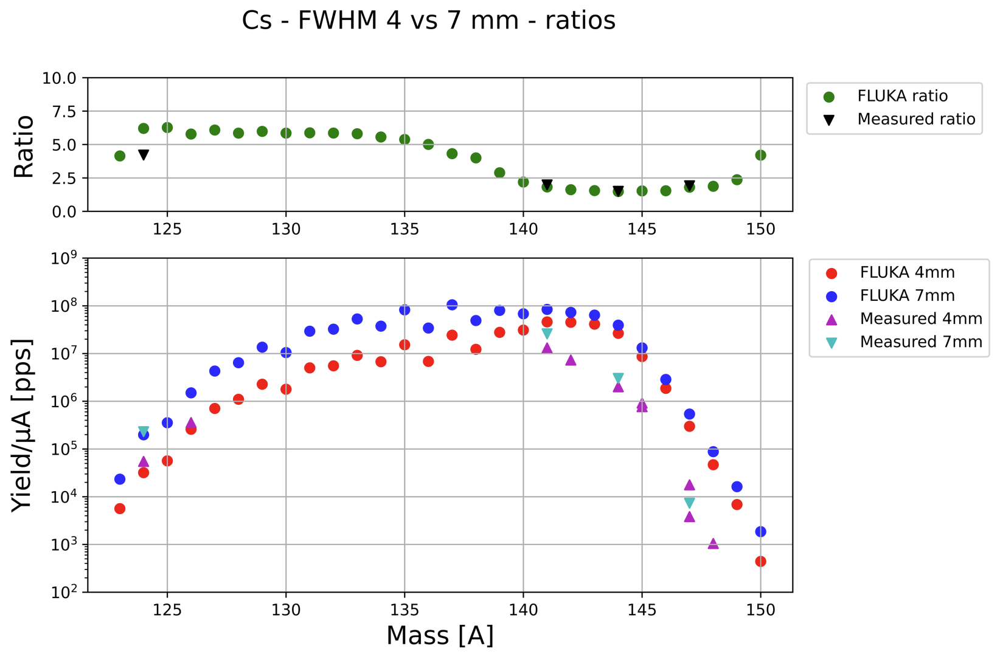 Cs - FWHM 4 vs 7 mm - ratios
Ratio
10.0
7.5
5.0
2.5
0.0
125 130 135 140 145 150
FLUKA ratio
Measured ratio
Yield/μA [pps]
10⁹
10⁸
10⁷
10⁶
10⁵
10⁴
10³
10²
125 130 135 140 145 150
Mass [A]
FLUKA 4mm
FLUKA 7mm
Measured 4mm
Measured 7mm